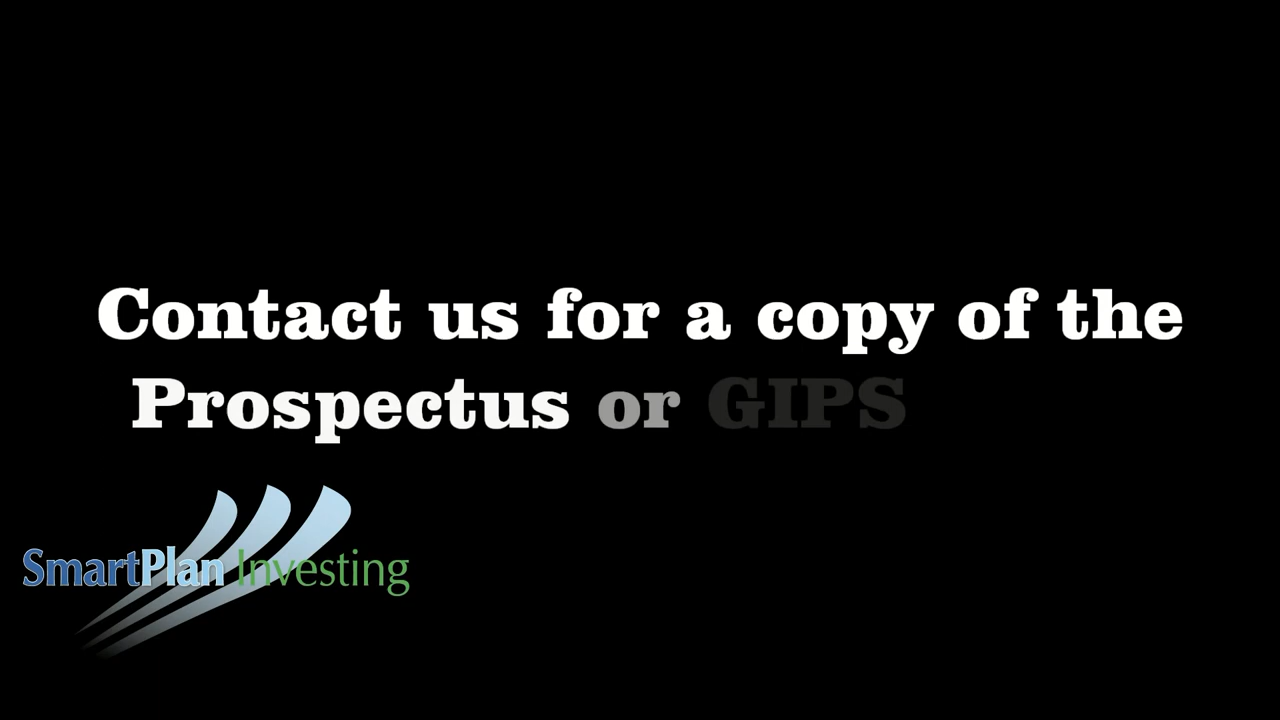 Contact us for a copy of the
Prospectus or GIPS
SmartPlan Investing